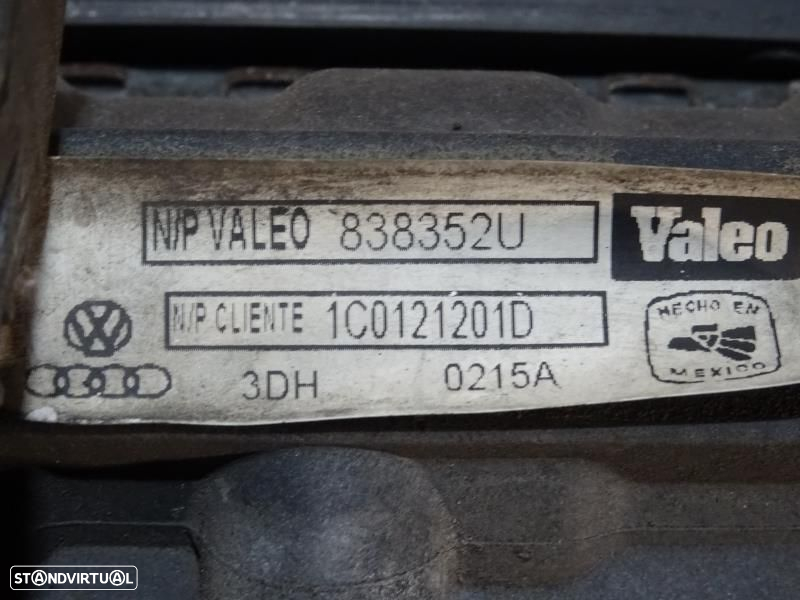 N/P VALEO 838352U
Valeo
N/P CLIENTE 1C0121201D
HECHO EN
MEXICO
3DH 0215A
STANDVIRTUAL